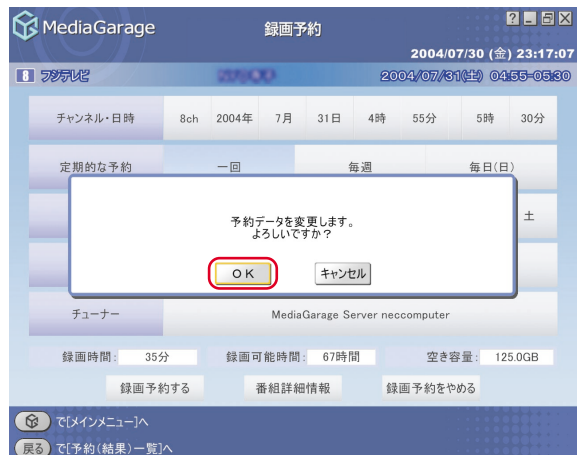 MediaGarage 録画予約
2004/07/30 (金) 23:17:07
8 フジテレビ 2004/07/31(土) 04:55-05:30
チャンネル・日時 8ch 2004年 7月 31日 4時 55分 5時 30分
定期的な予約 一回 毎週 毎日(日)
土
予約データを変更します。
よろしいですか?
OK キャンセル
チューナー MediaGarage Server neccomputer
録画時間: 35分 録画可能時間: 67時間 空き容量: 125.0GB
録画予約する 番組詳細情報 録画予約をやめる
で[メインメニュー]へ
戻る で[予約(結果)一覧]へ